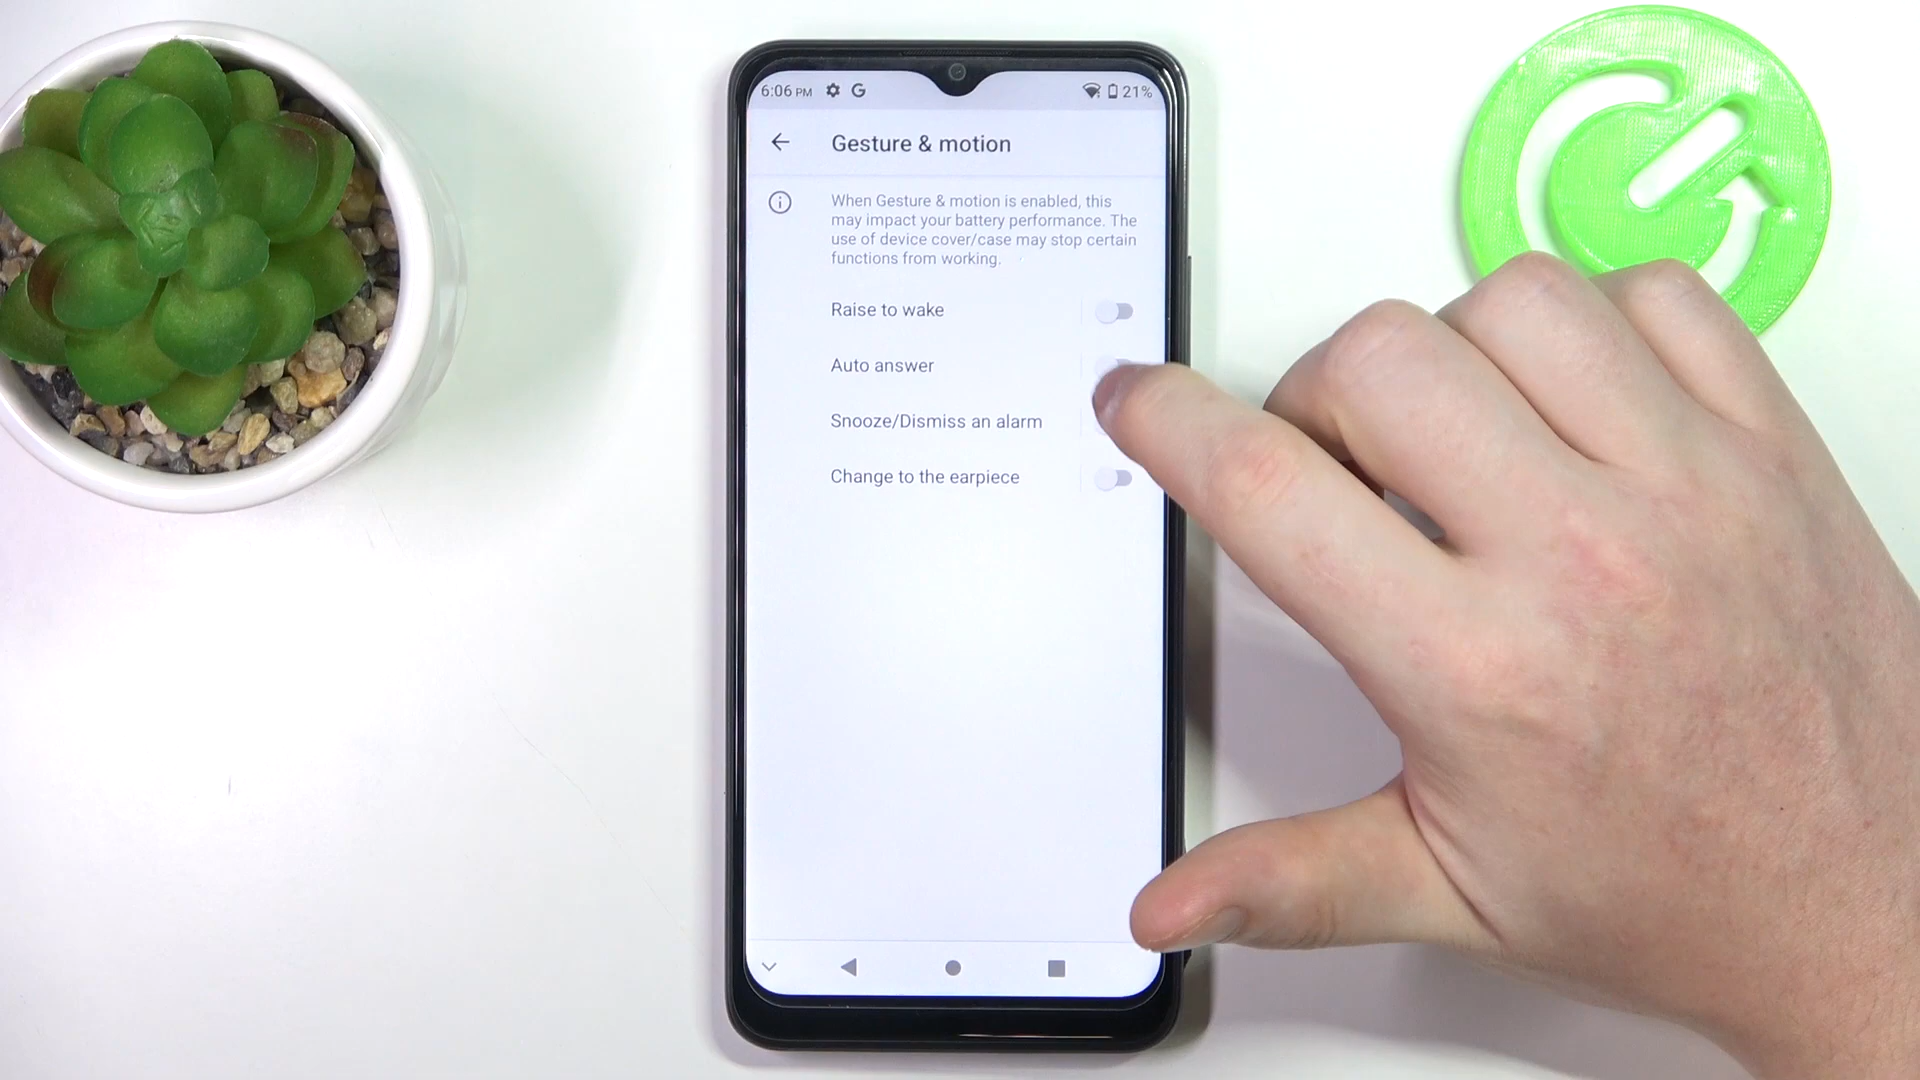 6:06 PM G 21%
Gesture & motion
When Gesture & motion is enabled, this
may impact your battery performance. The
use of device cover/case may stop certain
functions from working.
Raise to wake
Auto answer
Snooze/Dismiss an alarm
Change to the earpiece